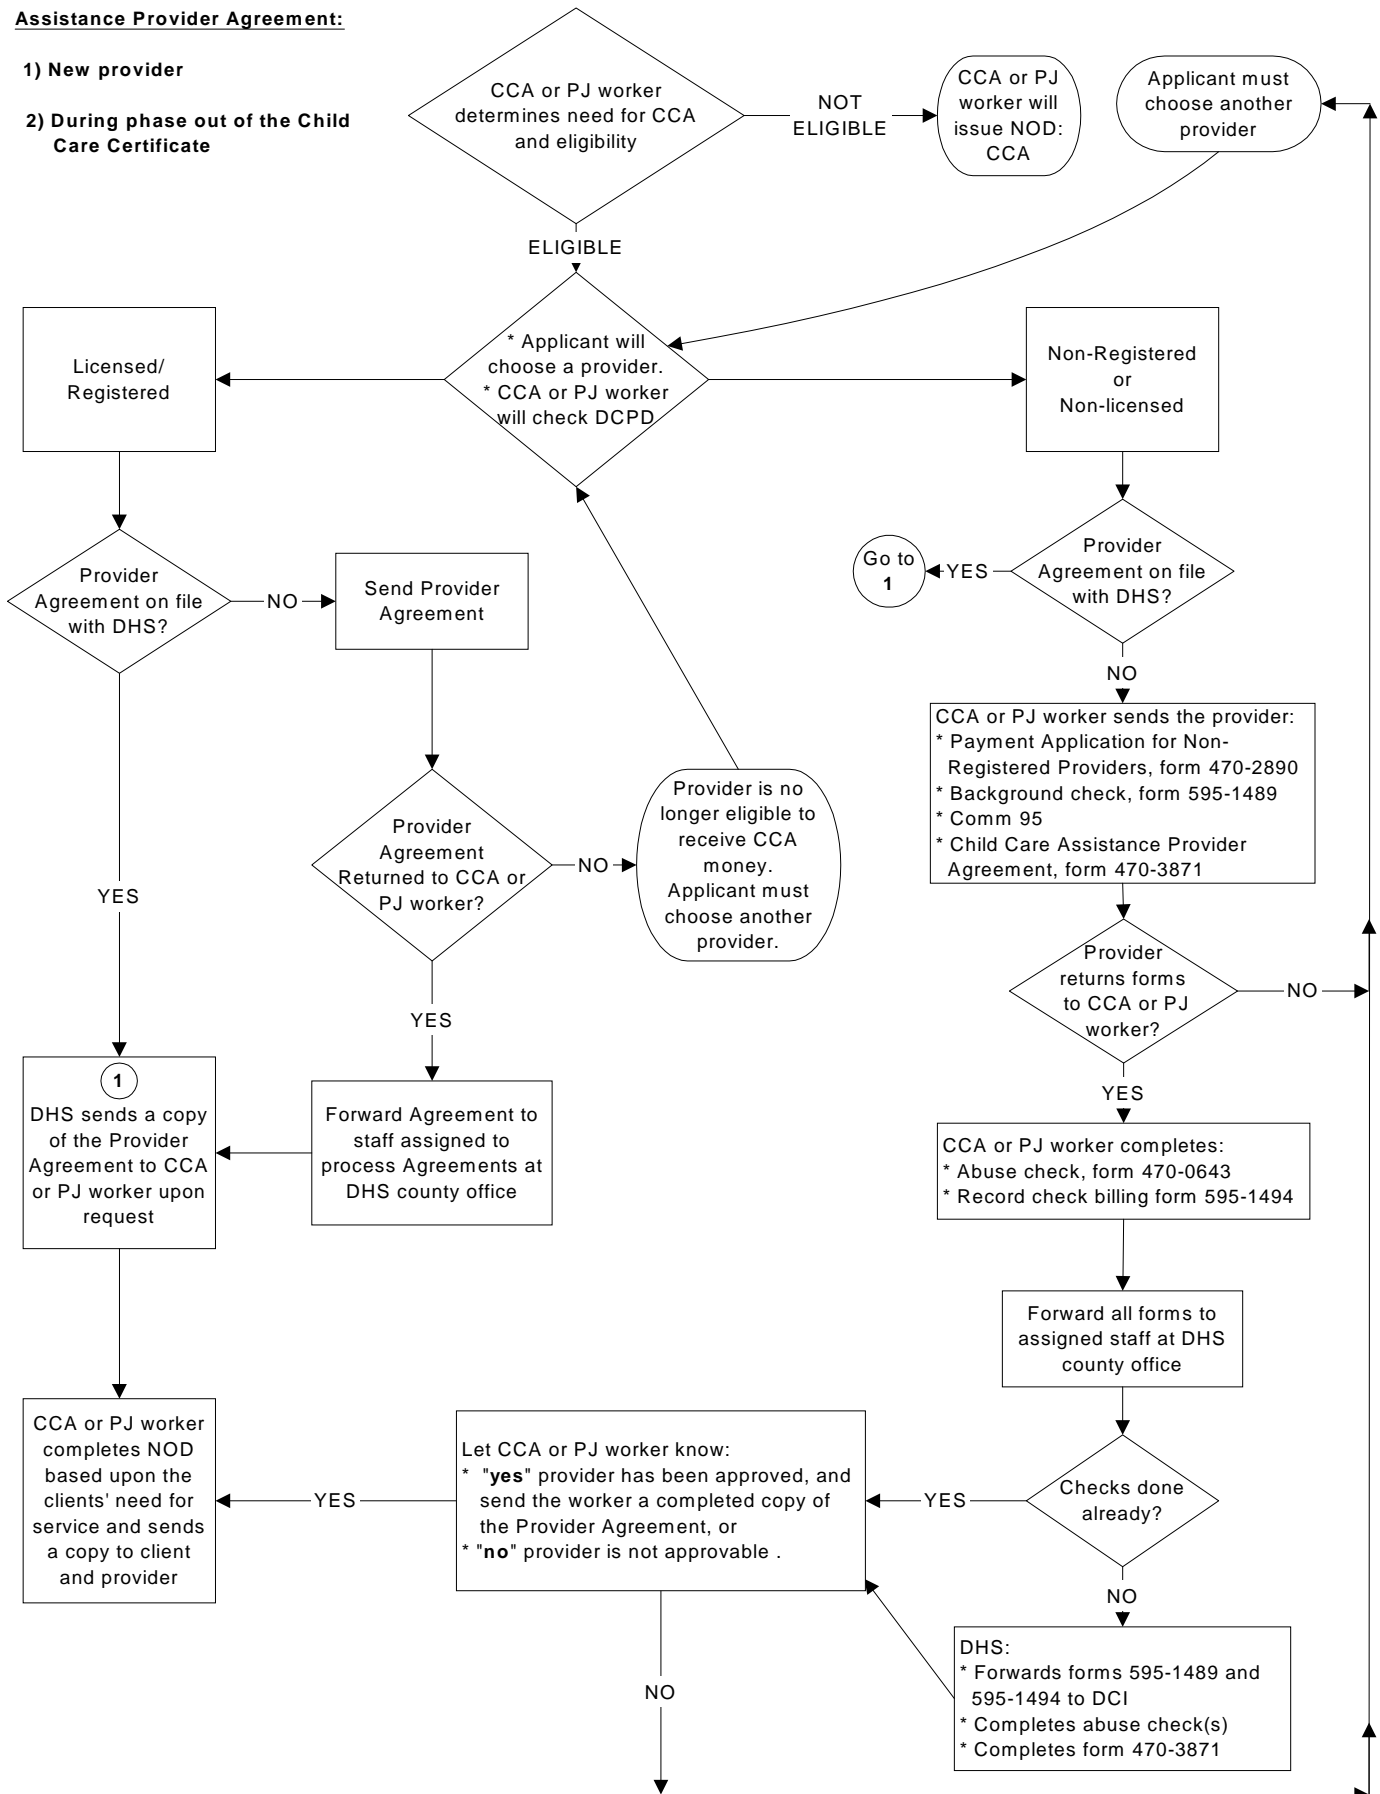 Assistance Provider Agreement:
1) New provider
2) During phase out of the Child
Care Certificate
CCA or PJ worker
determines need for CCA
and eligibility
NOT
ELIGIBLE
CCA or PJ
worker will
issue NOD:
CCA
Applicant must
choose another
provider
ELIGIBLE
* Applicant will
choose a provider.
* CCA or PJ worker
will check DCPD
Licensed/
Registered
Non-Registered
or
Non-licensed
Provider
Agreement on file
with DHS?
NO
Send Provider
Agreement
Go to
1
YES
Provider
Agreement on file
with DHS?
NO
CCA or PJ worker sends the provider:
* Payment Application for Non-
Registered Providers, form 470-2890
* Background check, form 595-1489
* Comm 95
* Child Care Assistance Provider
Agreement, form 470-3871
Provider
Agreement
Returned to CCA or
PJ worker?
NO
Provider is no
longer eligible to
receive CCA
money.
Applicant must
choose another
provider.
YES
YES
Provider
returns forms
to CCA or PJ
worker?
NO
YES
1
DHS sends a copy
of the Provider
Agreement to CCA
or PJ worker upon
request
Forward Agreement to
staff assigned to
process Agreements at
DHS county office
CCA or PJ worker completes:
* Abuse check, form 470-0643
* Record check billing form 595-1494
Forward all forms to
assigned staff at DHS
county office
CCA or PJ worker
completes NOD
based upon the
clients' need for
service and sends
a copy to client
and provider
YES
Let CCA or PJ worker know:
* "yes" provider has been approved, and
send the worker a completed copy of
the Provider Agreement, or
* "no" provider is not approvable .
YES
Checks done
already?
NO
NO
DHS:
* Forwards forms 595-1489 and
595-1494 to DCI
* Completes abuse check(s)
* Completes form 470-3871